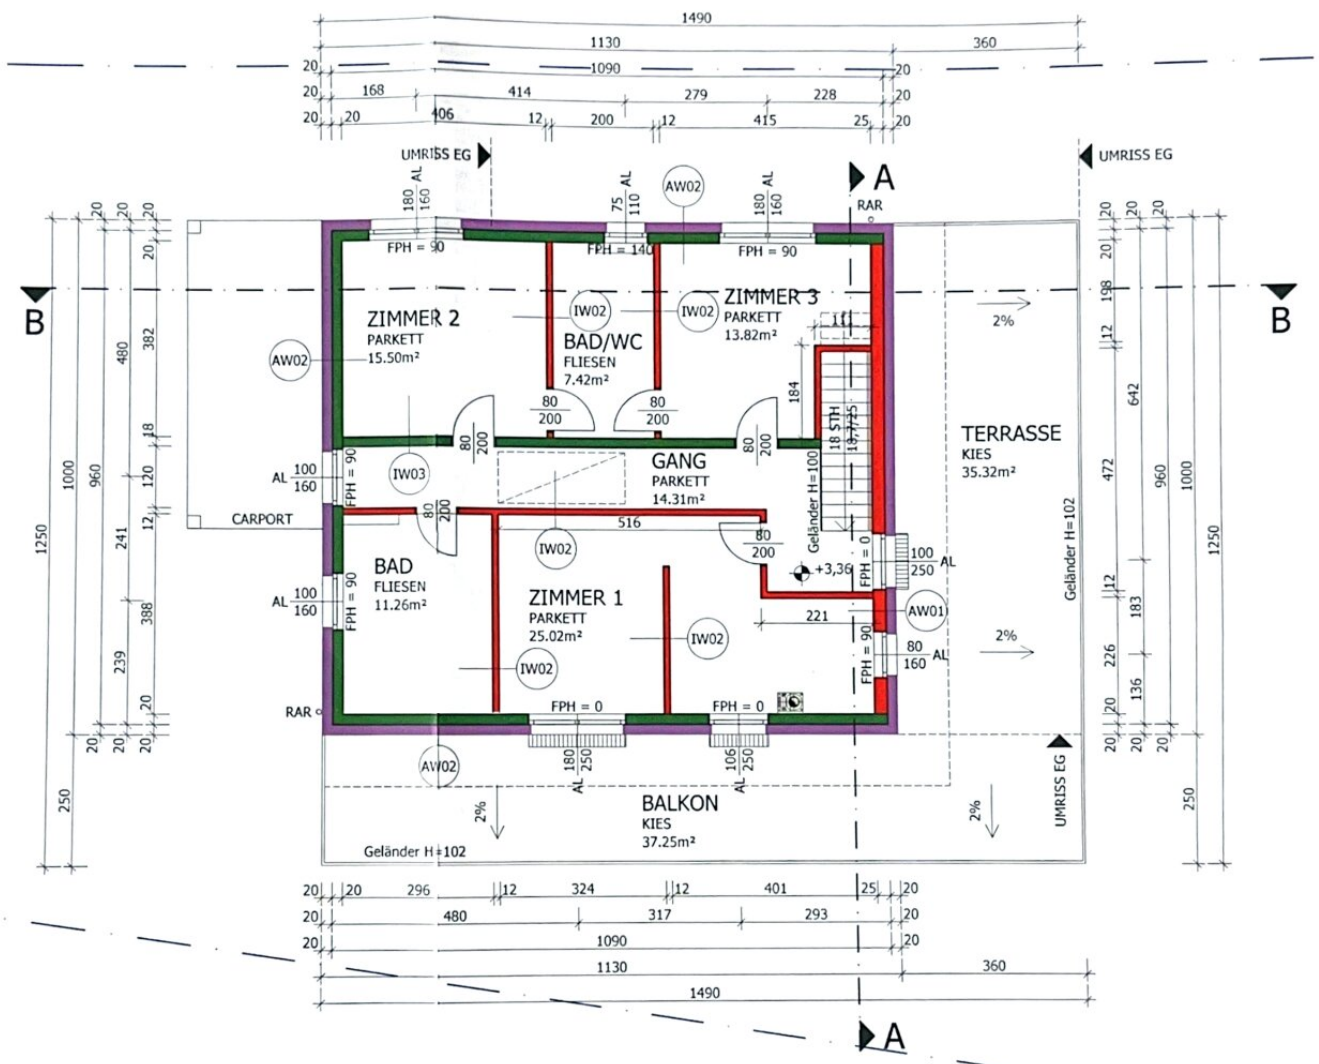 1490
1130
360
20
1090
20
20
168
414
279
228
20
20
20
406
12
200
12
415
25
20
UMRISS EG
180
160
AL
75
110
AL
AW02
180
160
AL
A
RAR
UMRISS EG
20
20
20
20
20
20
20
20
FPH = 90
FPH = 140
FPH = 90
B
B
ZIMMER 2
PARKETT
15.50m²
IW02
BAD/WC
FLIESEN
7.42m²
IW02
ZIMMER 3
PARKETT
13.82m²
2%
AW02
382
480
198
12
642
184
18 STH
18,7/25
80
200
80
200
80
200
80
200
TERRASSE
KIES
35.32m²
18
120
12
1000
960
1250
241
AL
100
160
FPH = 90
IW03
GANG
PARKETT
14.31m²
Geländer H=100
472
960
1000
1250
CARPORT
80
200
516
80
200
IW02
+3,36
FPH = 0
100
250
AL
Geländer H=102
BAD
FLIESEN
11.26m²
AL
100
160
FPH = 90
388
239
ZIMMER 1
PARKETT
25.02m²
IW02
221
AW01
12
183
226
136
FPH = 90
80
160
AL
2%
IW02
RAR
FPH = 0
FPH = 0
20
20
20
20
20
20
20
20
AW02
180
250
AL
106
250
AL
UMRISS EG
250
250
2%
BALKON
KIES
37.25m²
2%
Geländer H=102
20
20
296
12
324
12
401
25
20
20
480
317
293
20
20
1090
20
1130
360
1490
A